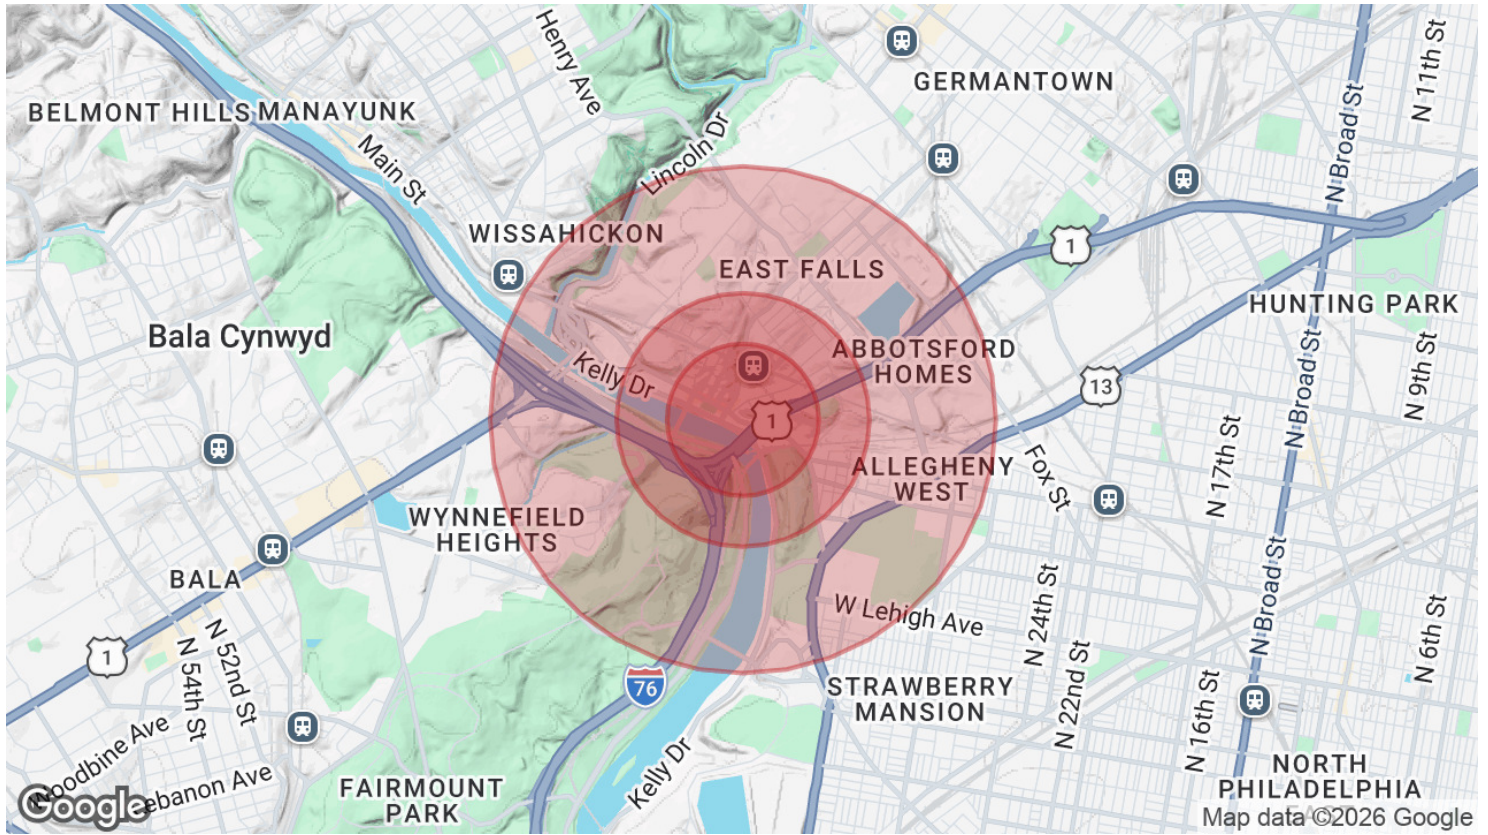 Henry Ave
GERMANTOWN
N 11th St
BELMONT HILLS
MANAYUNK
N Broad St
Main St
Lincoln Dr
WISSAHICKON
1
EAST FALLS
HUNTING PARK
Bala Cynwyd
ABBOTSFORD
HOMES
Kelly Dr
13
N 9th St
N Broad St
1
ALLEGHENY
WEST
Fox St
N 17th St
WYNNEFIELD
HEIGHTS
BALA
N Broad St
W Lehigh Ave
N 24th St
N 6th St
1
N 54th St
N 52nd St
76
STRAWBERRY
MANSION
N 22nd St
N 16th St
Woodbine Ave
Lebanon Ave
FAIRMOUNT
PARK
Kelly Dr
NORTH
PHILADELPHIA
EAST
Google
Map data ©2026 Google